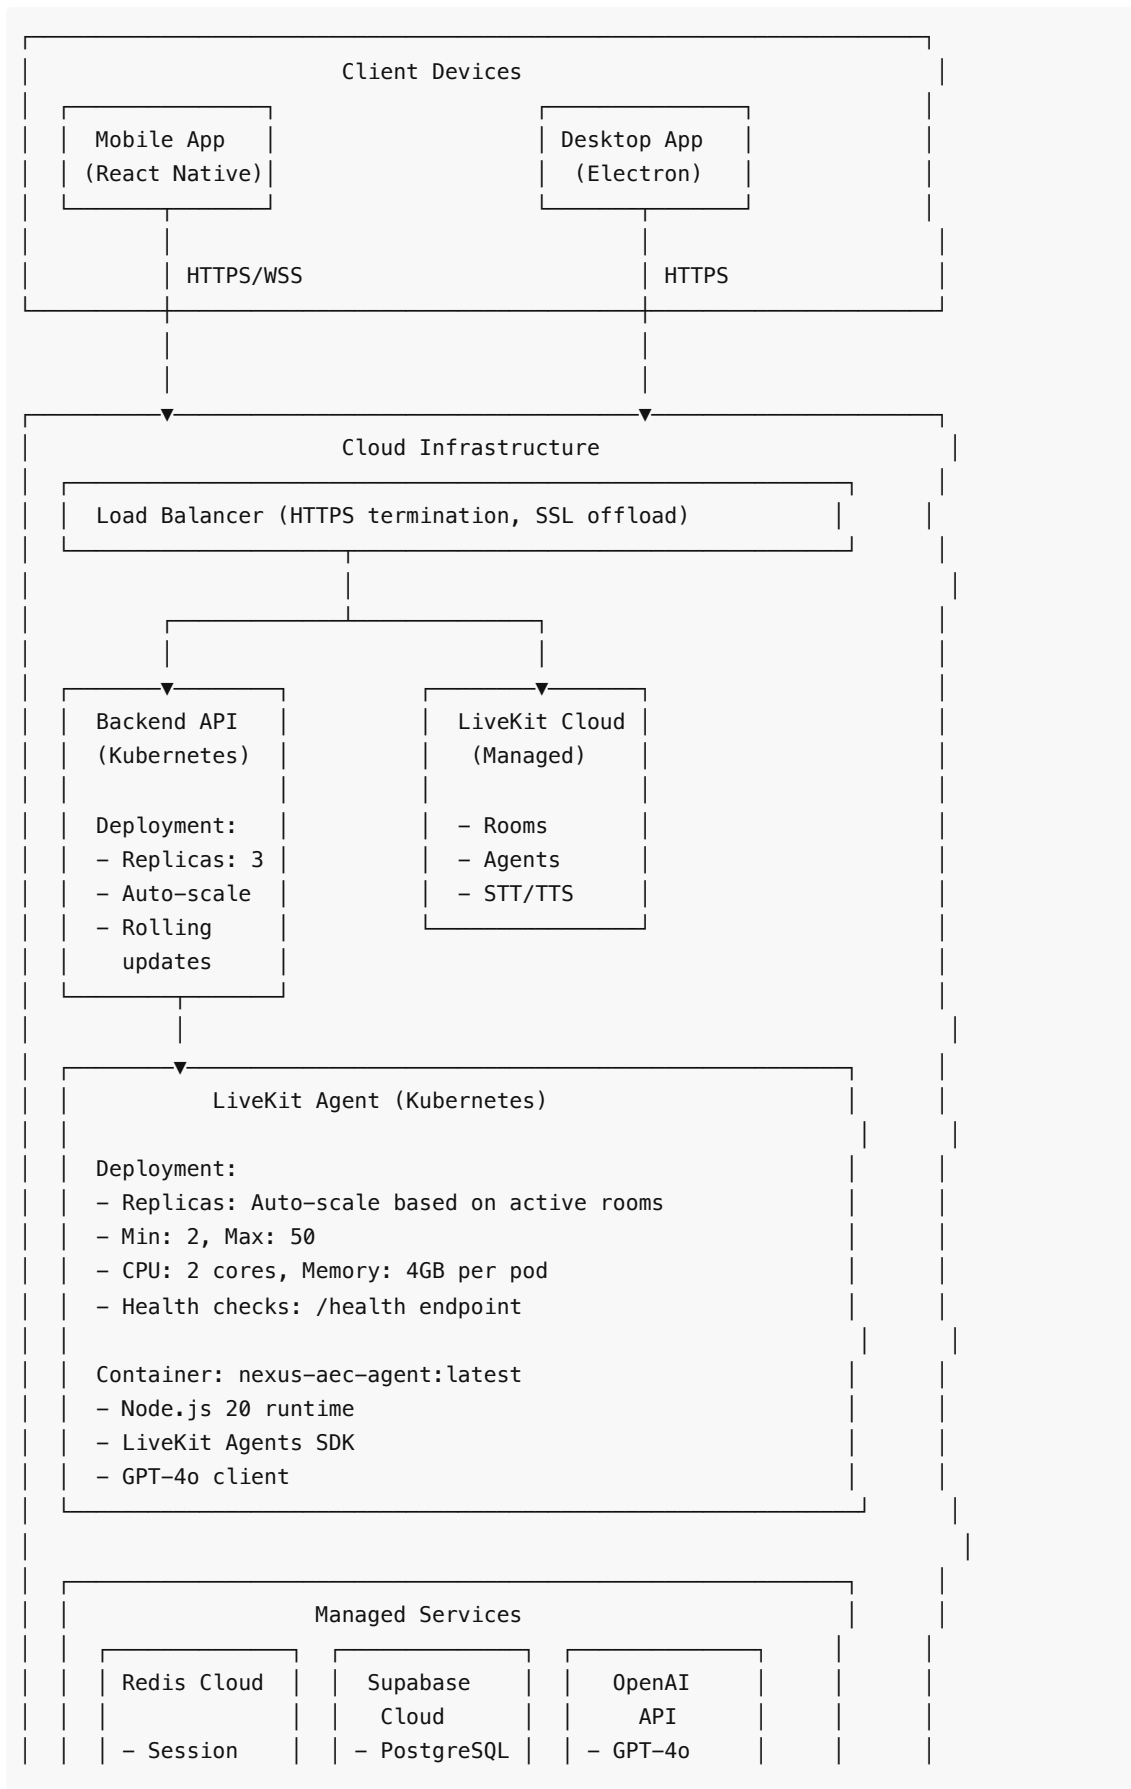 Client Devices
Mobile App Desktop App
(React Native) (Electron)
HTTPS/WSS HTTPS
Cloud Infrastructure
Load Balancer (HTTPS termination, SSL offload)
Backend API LiveKit Cloud
(Kubernetes) (Managed)
Deployment: - Rooms
- Replicas: 3 - Agents
- Auto-scale - STT/TTS
- Rolling
updates
LiveKit Agent (Kubernetes)
Deployment:
- Replicas: Auto-scale based on active rooms
- Min: 2, Max: 50
- CPU: 2 cores, Memory: 4GB per pod
- Health checks: /health endpoint
Container: nexus-aec-agent:latest
- Node.js 20 runtime
- LiveKit Agents SDK
- GPT-4o client
Managed Services
Redis Cloud Supabase OpenAI
Cloud API
- Session - PostgreSQL - GPT-4o